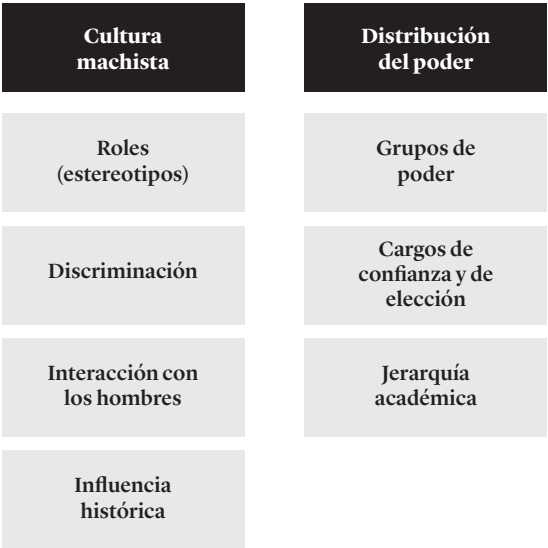 Cultura
machista
Roles
(estereotipos)
Discriminación
Interacción con
los hombres
Influencia
histórica
Distribución
del poder
Grupos de
poder
Cargos de
confianza y de
elección
Jerarquía
académica